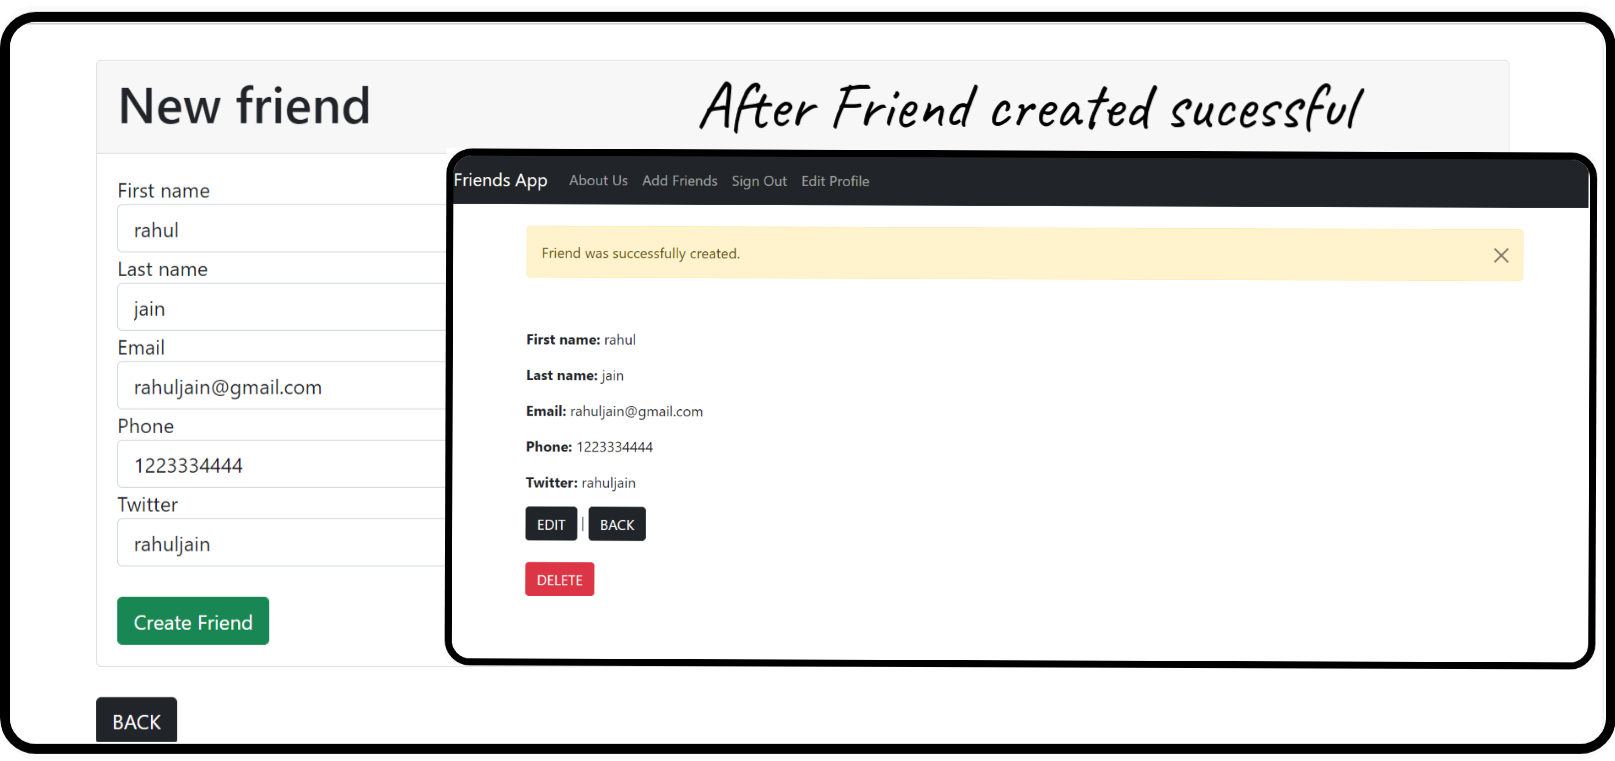 New friend
After Friend created sucessful
First name
rahul
Last name
jain
Email
rahuljain@gmail.com
Phone
1223334444
Twitter
rahuljain
Create Friend
BACK
Friends App About Us Add Friends Sign Out Edit Profile
Friend was successfully created.
First name: rahul
Last name: jain
Email: rahuljain@gmail.com
Phone: 1223334444
Twitter: rahuljain
EDIT | BACK
DELETE